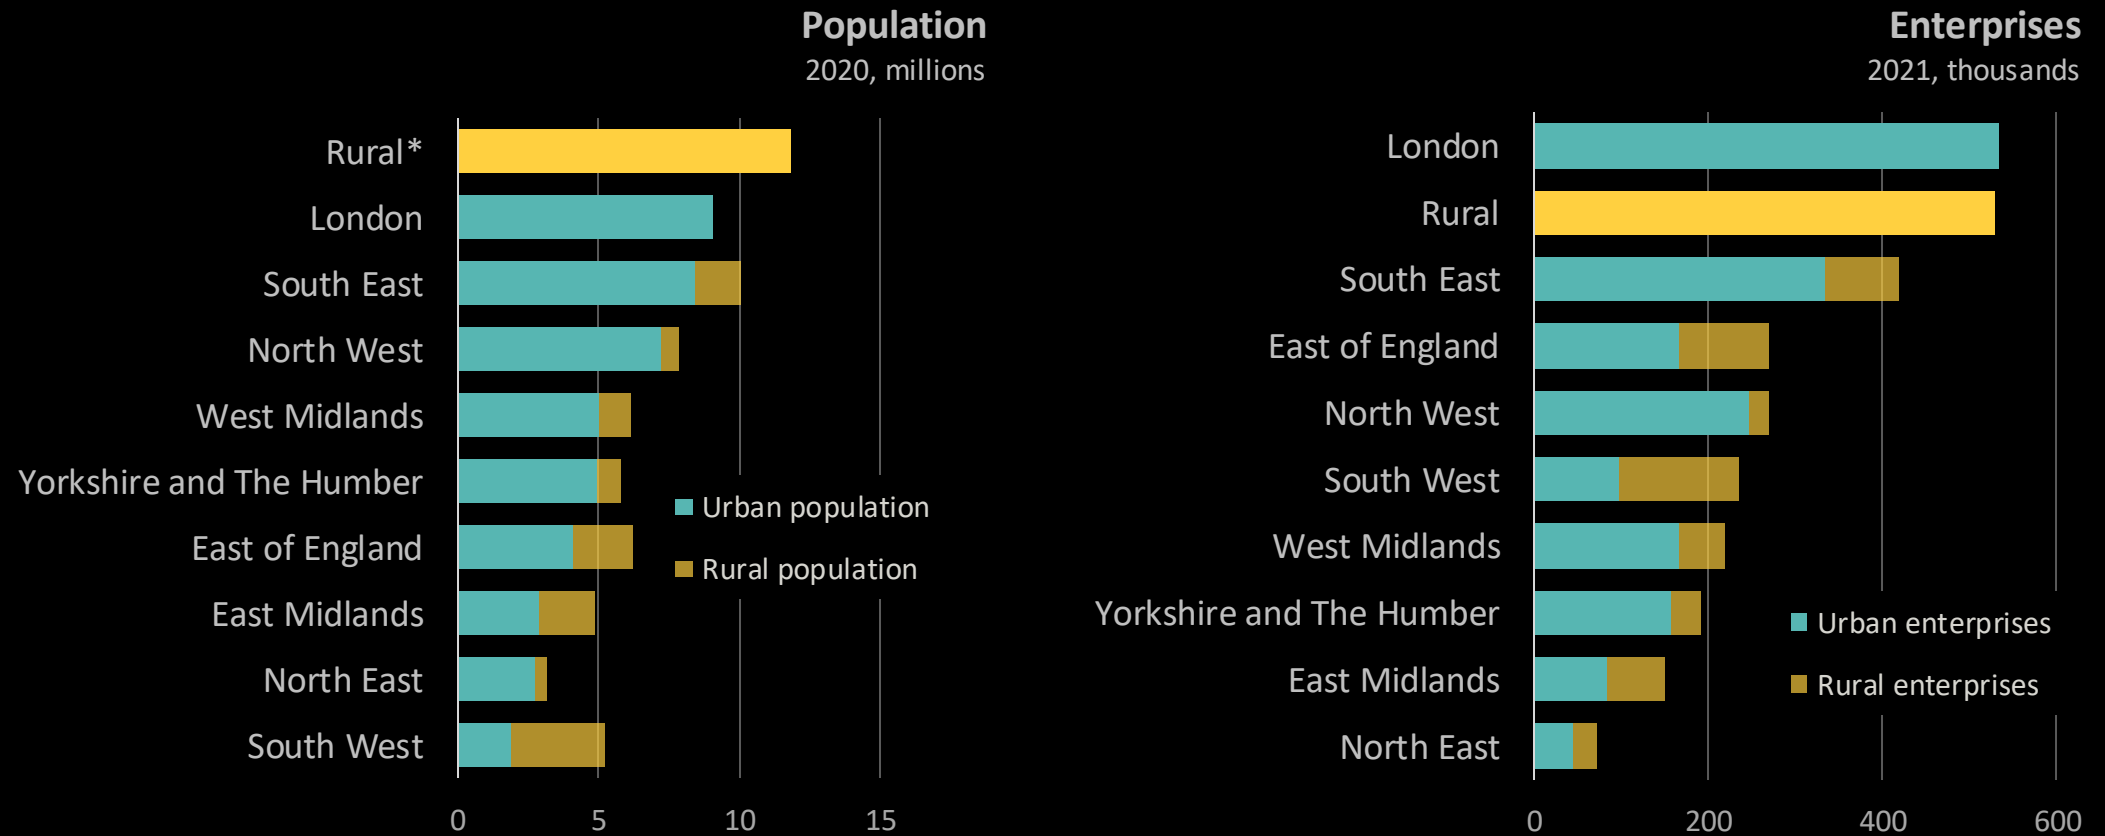 Population
2020, millions
Rural*
London
South East
North West
West Midlands
Yorkshire and The Humber
East of England
East Midlands
North East
South West
Urban population
Rural population
0 5 10 15
Enterprises
2021, thousands
London
Rural
South East
East of England
North West
South West
West Midlands
Yorkshire and The Humber
East Midlands
North East
Urban enterprises
Rural enterprises
0 200 400 600